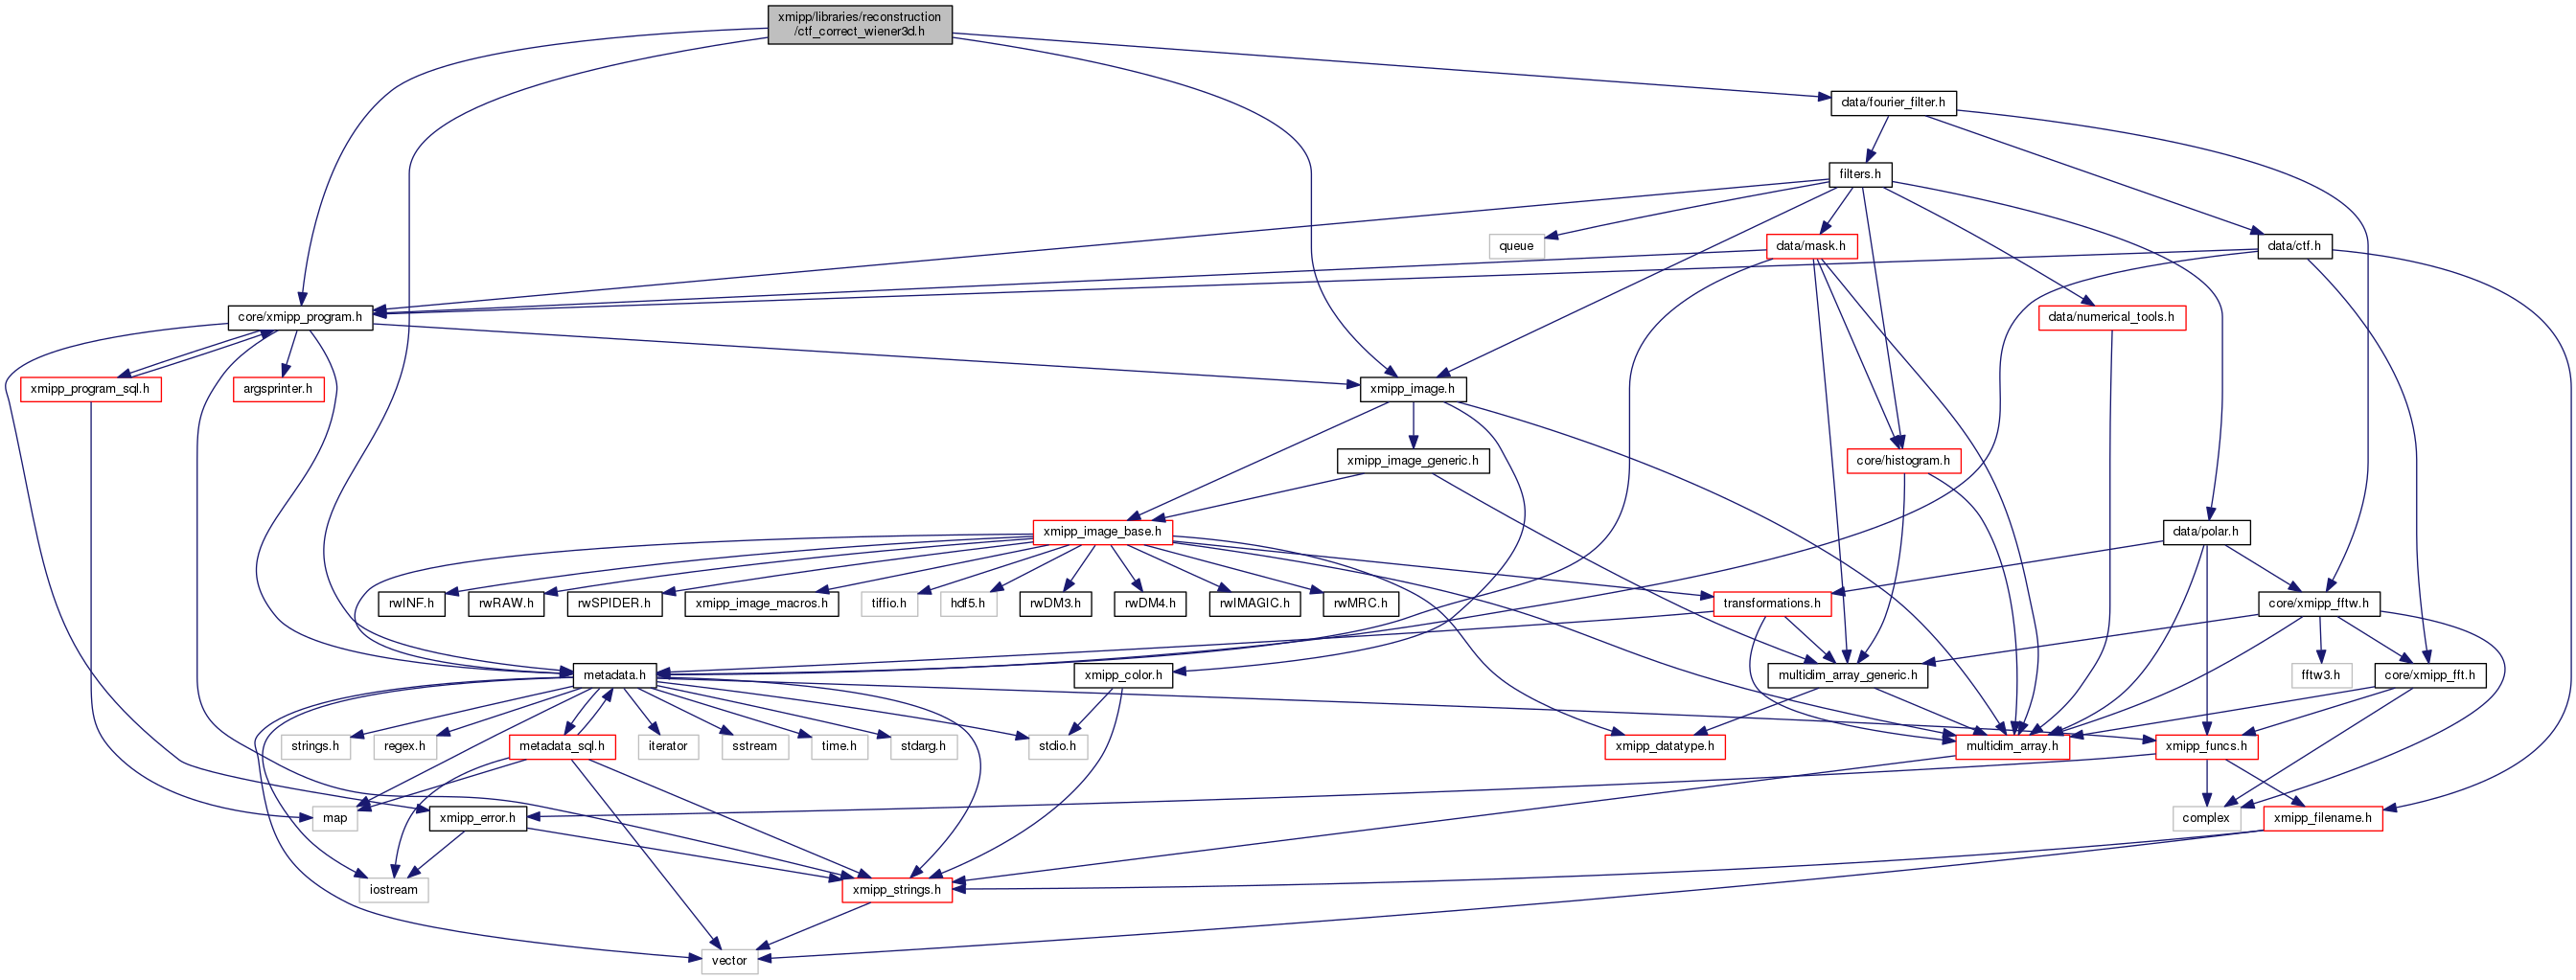 xmipp/libraries/reconstruction
/ctf_correct_wiener3d.h
data/fourier_filter.h
filters.h
queue
data/mask.h
data/ctf.h
core/xmipp_program.h
data/numerical_tools.h
xmipp_program_sql.h
argsprinter.h
xmipp_image.h
xmipp_image_generic.h
core/histogram.h
xmipp_image_base.h
data/polar.h
rwINF.h
rwRAW.h
rwSPIDER.h
xmipp_image_macros.h
tiffio.h
hdf5.h
rwDM3.h
rwDM4.h
rwIMAGIC.h
rwMRC.h
transformations.h
core/xmipp_fftw.h
metadata.h
xmipp_color.h
multidim_array_generic.h
fftw3.h
core/xmipp_fft.h
strings.h
regex.h
metadata_sql.h
iterator
sstream
time.h
stdarg.h
stdio.h
xmipp_datatype.h
multidim_array.h
xmipp_funcs.h
map
xmipp_error.h
complex
xmipp_filename.h
iostream
xmipp_strings.h
vector